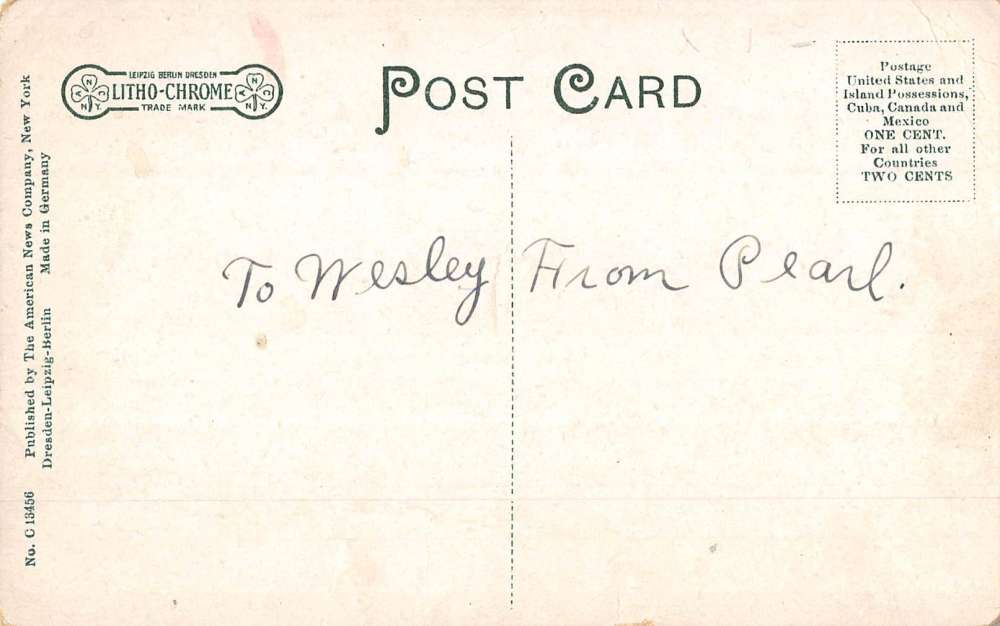 LEIPZIG BERLIN DRESDEN
LITHO-CHROME
TRADE MARK
A N C
N Y.
A N C
N Y.
POST CARD
Postage
United States and
Island Possessions,
Cuba, Canada and
Mexico
ONE CENT.
For all other
Countries
TWO CENTS
To Wesley From Pearl.
No. C 13456 Published by The American News Company, New York
Dresden-Leipzig-Berlin Made in Germany